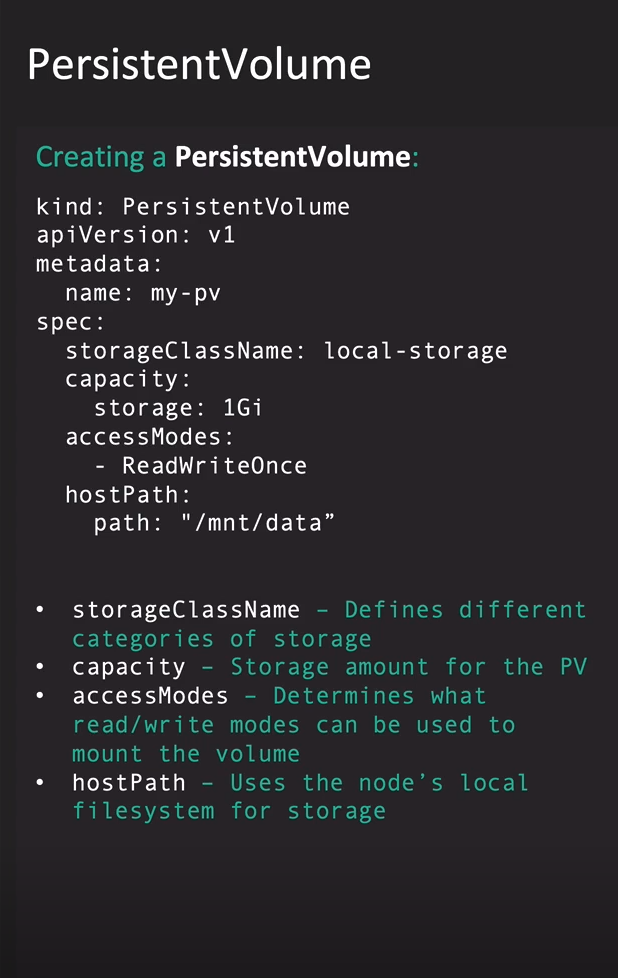 PersistentVolume
Creating a PersistentVolume:
kind: PersistentVolume
apiVersion: v1
metadata:
  name: my-pv
spec:
  storageClassName: local-storage
  capacity:
    storage: 1Gi
  accessModes:
    - ReadWriteOnce
  hostPath:
    path: "/mnt/data”
• storageClassName – Defines different
categories of storage
• capacity – Storage amount for the PV
• accessModes – Determines what
read/write modes can be used to
mount the volume
• hostPath – Uses the node’s local
filesystem for storage